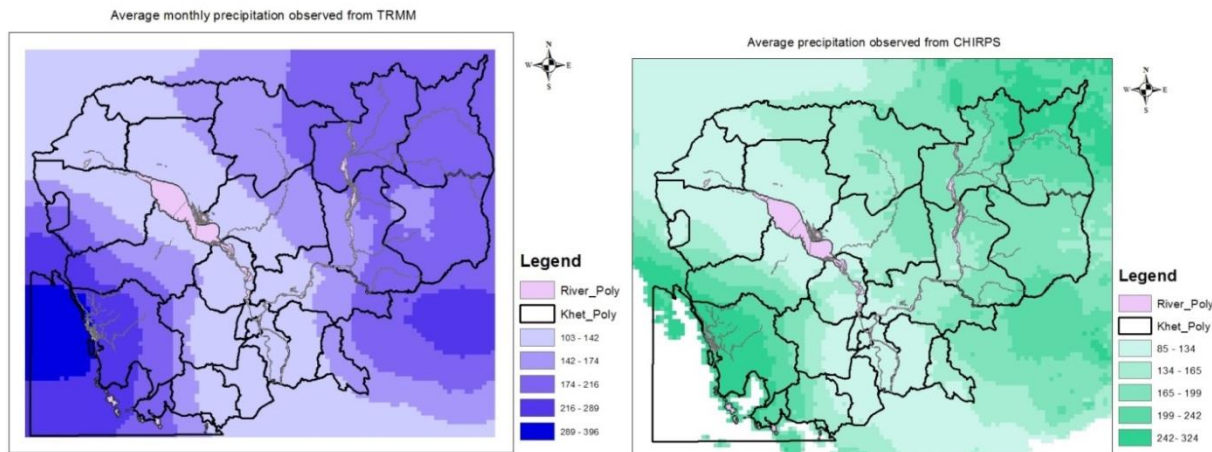 Average monthly precipitation observed from TRMM
N
W E
S
Legend
River_Poly
Khet_Poly
103 - 142
142 - 174
174 - 216
216 - 289
289 - 396
Average precipitation observed from CHIRPS
N
W E
S
Legend
River_Poly
Khet_Poly
85 - 134
134 - 165
165 - 199
199 - 242
242 - 324